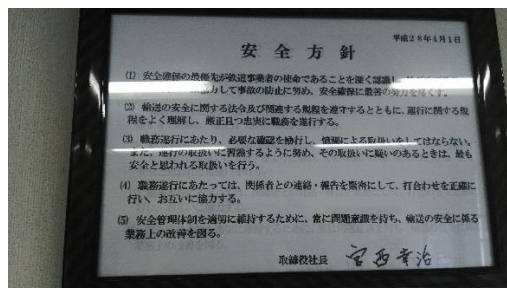 平成28年4月1日
安全方針
(1) 安全確保の最優先が鉄道事業者の使命であることを深く認識し、
協力して事故の防止に努め、安全確保に最善の努力を尽くす。
(2) 輸送の安全に関する法令及び関連する規程を遵守するとともに、運行に関する規
程をよく理解し、厳正且つ忠実に職務を遂行する。
(3) 職務遂行にあたり、必要な確認を励行し、憶測による取扱いをしてはならない。
また、運行の取扱いに習熟するように努め、その取扱いに疑いのあるときは、最も
安全と思われる取扱いを行う。
(4) 職務遂行にあたっては、関係者との連絡・報告を緊密にして、打合わせを正確に
行い、お互いに協力する。
(5) 安全管理体制を適切に維持するために、常に問題意識を持ち、輸送の安全に係る
業務上の改善を図る。
取締役社長 宮西幸治